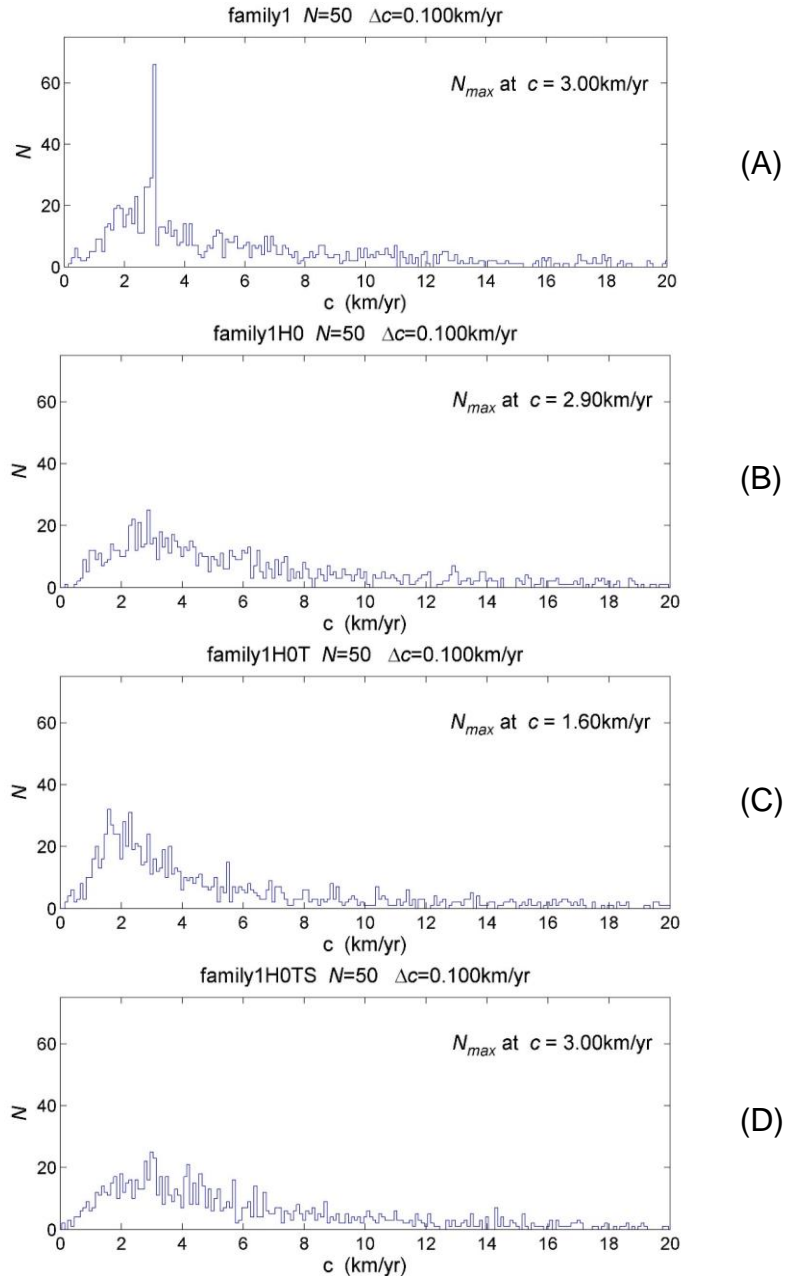 family1 N=50 Δc=0.100km/yr
60
40
20
0
N
N_max at c = 3.00km/yr
(A)
0 2 4 6 8 10 12 14 16 18 20
c (km/yr)
family1H0 N=50 Δc=0.100km/yr
60
40
20
0
N
N_max at c = 2.90km/yr
(B)
0 2 4 6 8 10 12 14 16 18 20
c (km/yr)
family1H0T N=50 Δc=0.100km/yr
60
40
20
0
N
N_max at c = 1.60km/yr
(C)
0 2 4 6 8 10 12 14 16 18 20
c (km/yr)
family1H0TS N=50 Δc=0.100km/yr
60
40
20
0
N
N_max at c = 3.00km/yr
(D)
0 2 4 6 8 10 12 14 16 18 20
c (km/yr)